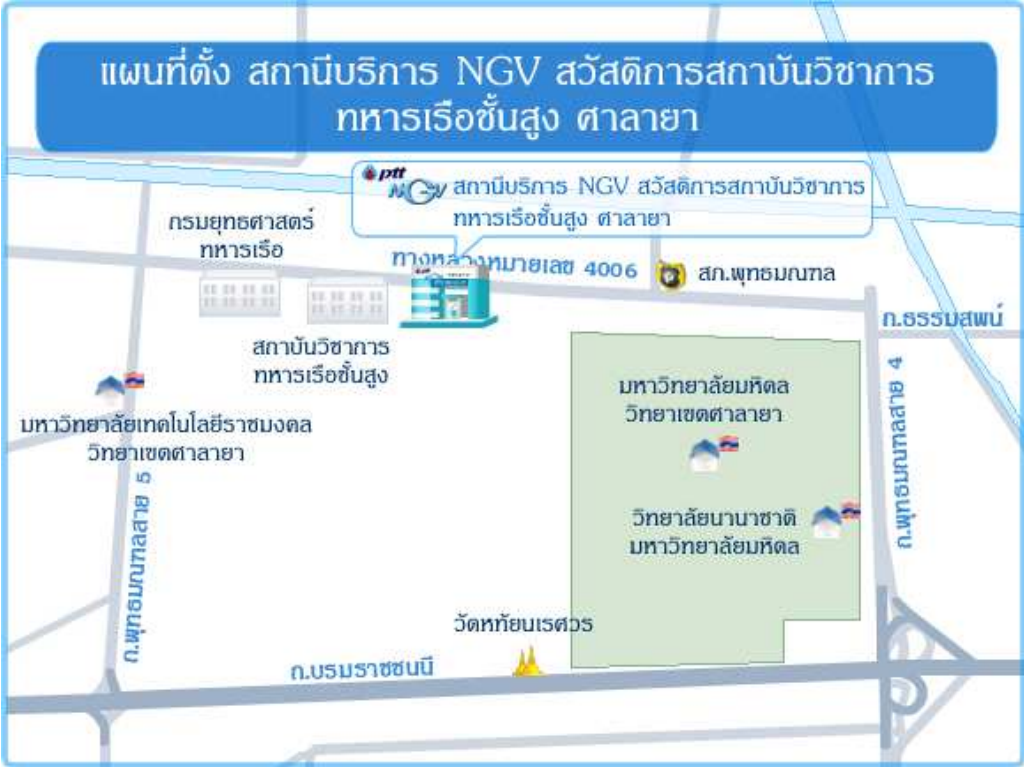 แผนที่ตั้ง สถานีบริการ NGV สวัสดิการสถาบันวิชาการ
ทหารเรือชั้นสูง ศาลายา
ptt
NGV สถานีบริการ NGV สวัสดิการสถาบันวิชาการ
ทหารเรือชั้นสูง ศาลายา
กรมยุทธศาสตร์
ทหารเรือ
ทางหลวงหมายเลข 4006
สภ.พุทธมณฑล
ถ.ธรรมสพน์
สถาบันวิชาการ
ทหารเรือชั้นสูง
มหาวิทยาลัยเทคโนโลยีราชมงคล
วิทยาเขตศาลายา
มหาวิทยาลัยมหิดล
วิทยาเขตศาลายา
ถ.พุทธมณฑลสาย 4
ถ.พุทธมณฑลสาย 5
วิทยาลัยนานาชาติ
มหาวิทยาลัยมหิดล
วัดหทัยนเรศวร
ถ.บรมราชชนนี